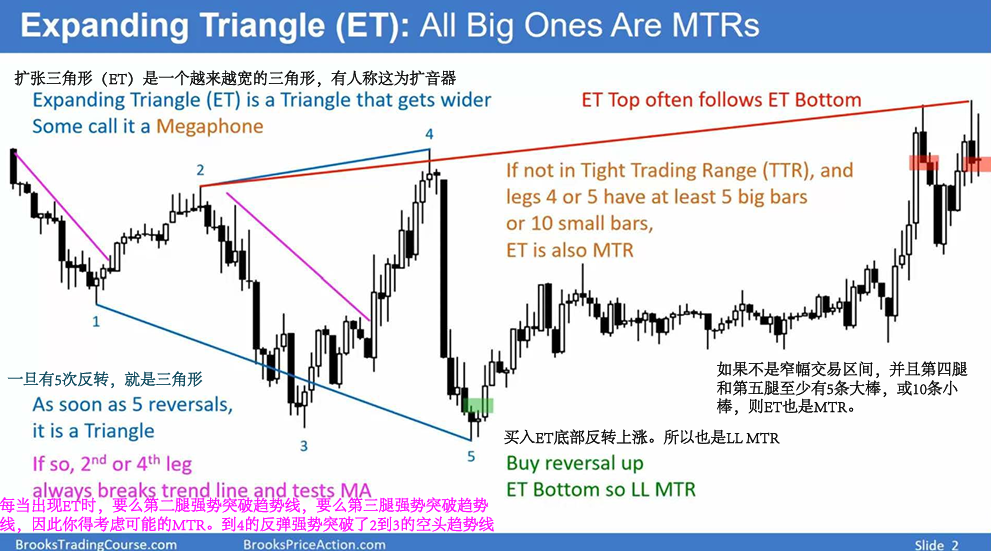 Expanding Triangle (ET): All Big Ones Are MTRs
扩张三角形（ET）是一个越来越宽的三角形，有人称这为扩音器
Expanding Triangle (ET) is a Triangle that gets wider
Some call it a Megaphone
ET Top often follows ET Bottom
4
2
If not in Tight Trading Range (TTR), and
legs 4 or 5 have at least 5 big bars
or 10 small bars,
ET is also MTR
1
一旦有5次反转，就是三角形
As soon as 5 reversals,
it is a Triangle
3
5
如果不是窄幅交易区间，并且第四腿
和第五腿至少有5条大棒，或10条小
棒，则ET也是MTR。
买入ET底部反转上涨。所以也是LL MTR
Buy reversal up
ET Bottom so LL MTR
If so, 2nd or 4th leg
always breaks trend line and tests MA
每当出现ET时，要么第二腿强势突破趋势线，要么第三腿强势突破趋势
线，因此你得考虑可能的MTR。到4的反弹强势突破了2到3的空头趋势线
BrooksTradingCourse.com
BrooksPriceAction.com
Slide 2